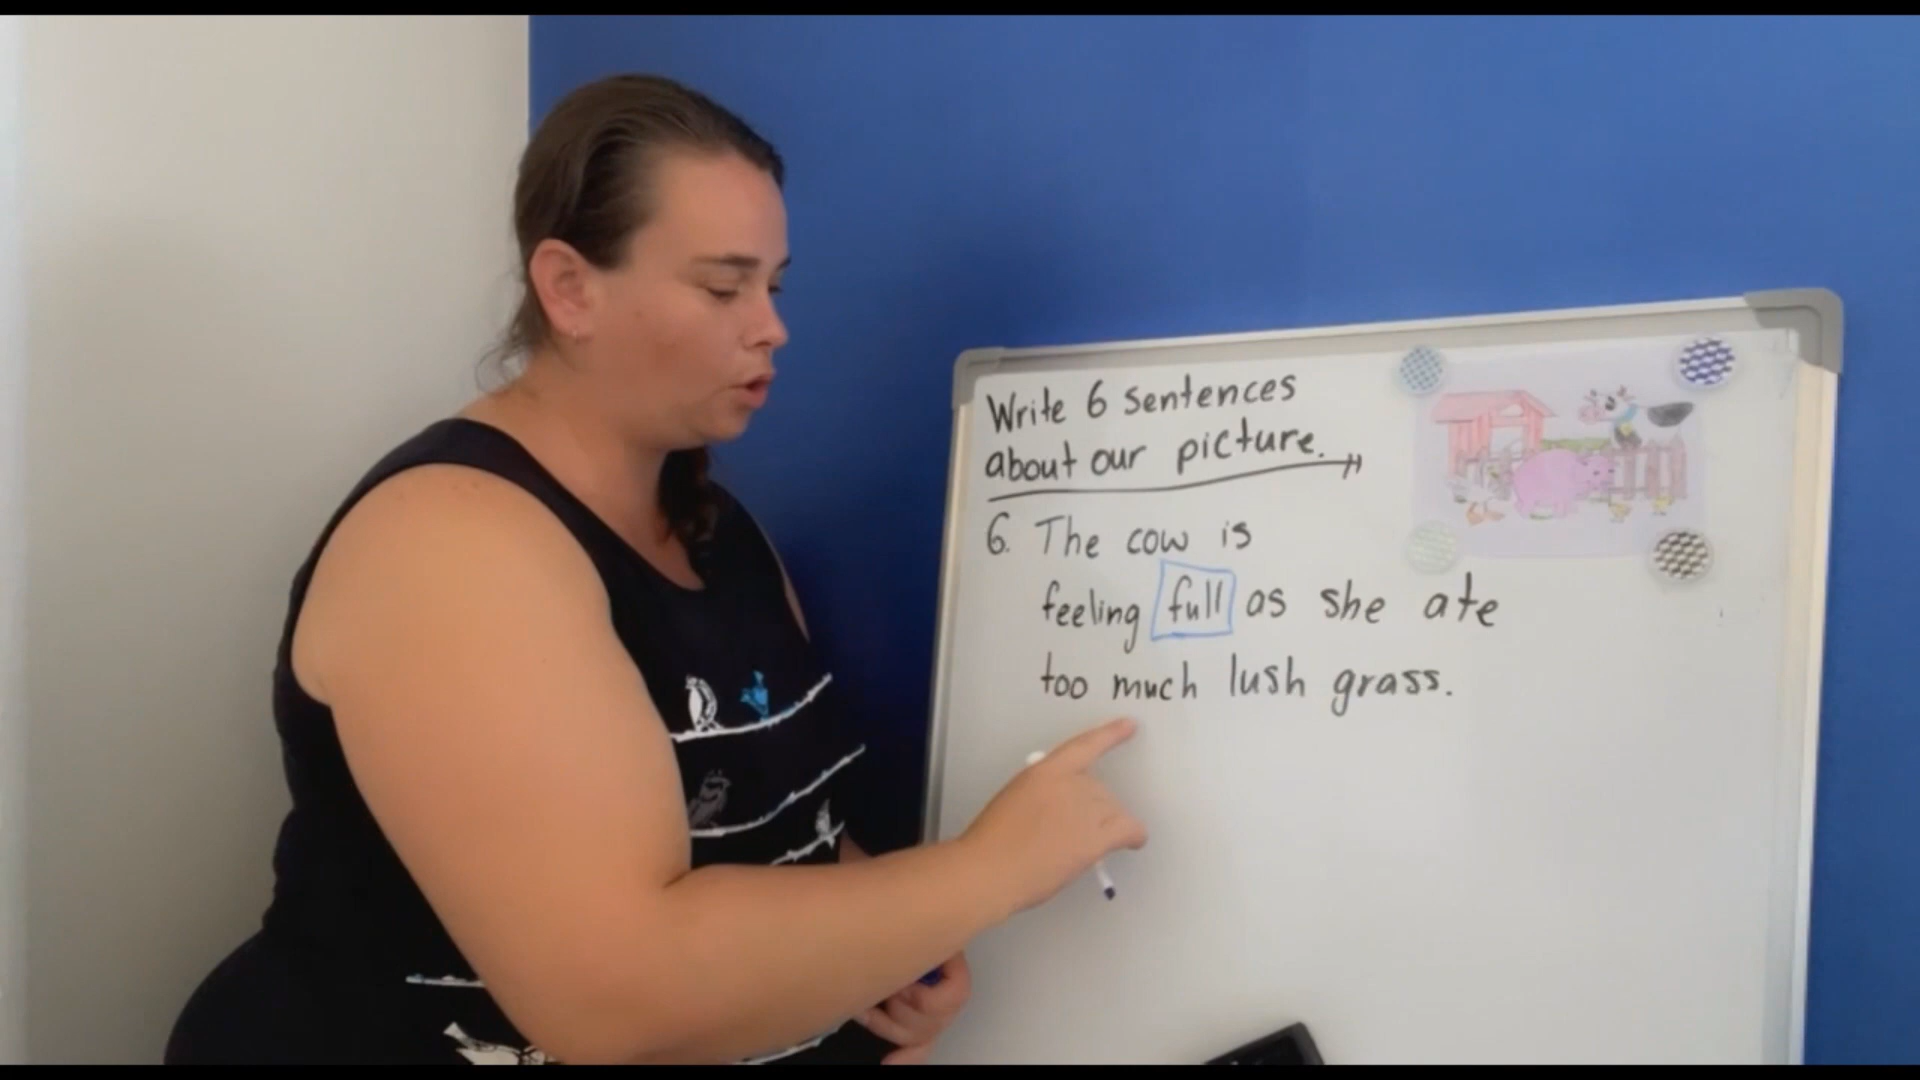 Write 6 sentences
about our picture.
6. The cow is
feeling full as she ate
too much lush grass.